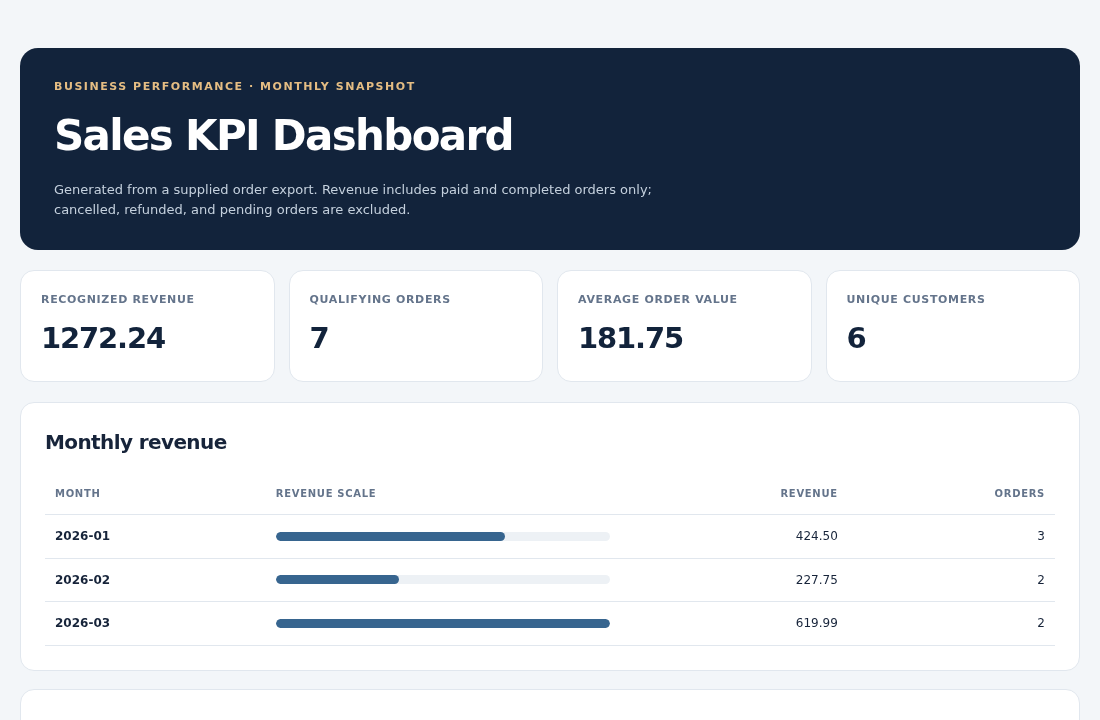 BUSINESS PERFORMANCE · MONTHLY SNAPSHOT
Sales KPI Dashboard
Generated from a supplied order export. Revenue includes paid and completed orders only;
cancelled, refunded, and pending orders are excluded.
RECOGNIZED REVENUE
1272.24
QUALIFYING ORDERS
7
AVERAGE ORDER VALUE
181.75
UNIQUE CUSTOMERS
6
Monthly revenue
MONTH REVENUE SCALE REVENUE ORDERS
2026-01 424.50 3
2026-02 227.75 2
2026-03 619.99 2